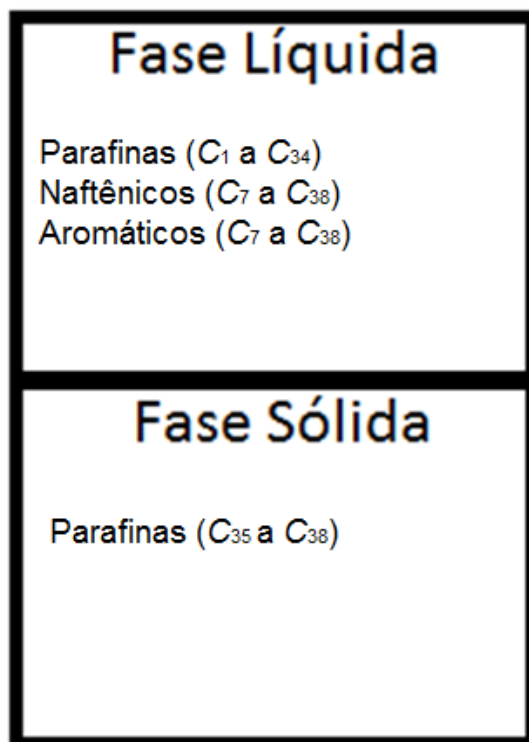 Fase Líquida
Parafinas (C₁ a C₃₄)
Naftênicos (C₇ a C₃₈)
Aromáticos (C₇ a C₃₈)
Fase Sólida
Parafinas (C₃₅ a C₃₈)